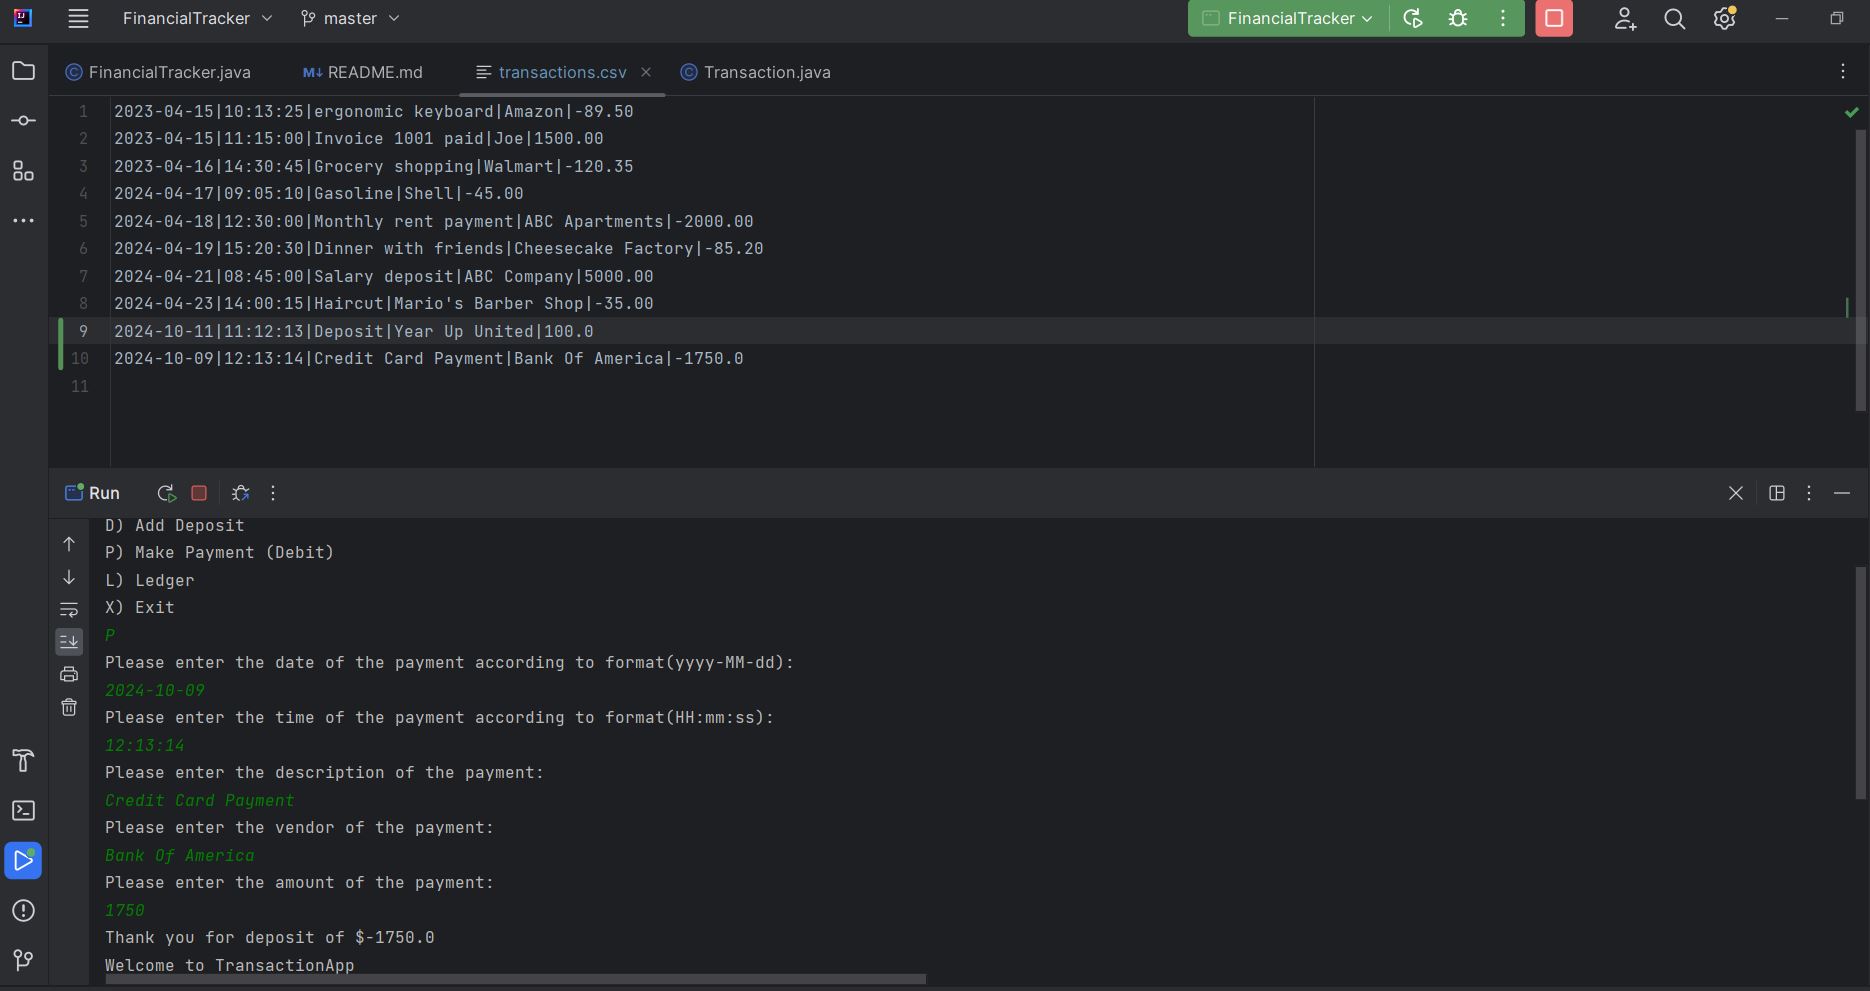 FinancialTracker master FinancialTracker
FinancialTracker.java README.md transactions.csv Transaction.java
1 2023-04-15|10:13:25|ergonomic keyboard|Amazon|-89.50
2 2023-04-15|11:15:00|Invoice 1001 paid|Joe|1500.00
3 2023-04-16|14:30:45|Grocery shopping|Walmart|-120.35
4 2024-04-17|09:05:10|Gasoline|Shell|-45.00
5 2024-04-18|12:30:00|Monthly rent payment|ABC Apartments|-2000.00
6 2024-04-19|15:20:30|Dinner with friends|Cheesecake Factory|-85.20
7 2024-04-21|08:45:00|Salary deposit|ABC Company|5000.00
8 2024-04-23|14:00:15|Haircut|Mario's Barber Shop|-35.00
9 2024-10-11|11:12:13|Deposit|Year Up United|100.0
10 2024-10-09|12:13:14|Credit Card Payment|Bank Of America|-1750.0
11
Run
D) Add Deposit
P) Make Payment (Debit)
L) Ledger
X) Exit
P
Please enter the date of the payment according to format(yyyy-MM-dd):
2024-10-09
Please enter the time of the payment according to format(HH:mm:ss):
12:13:14
Please enter the description of the payment:
Credit Card Payment
Please enter the vendor of the payment:
Bank Of America
Please enter the amount of the payment:
1750
Thank you for deposit of $-1750.0
Welcome to TransactionApp